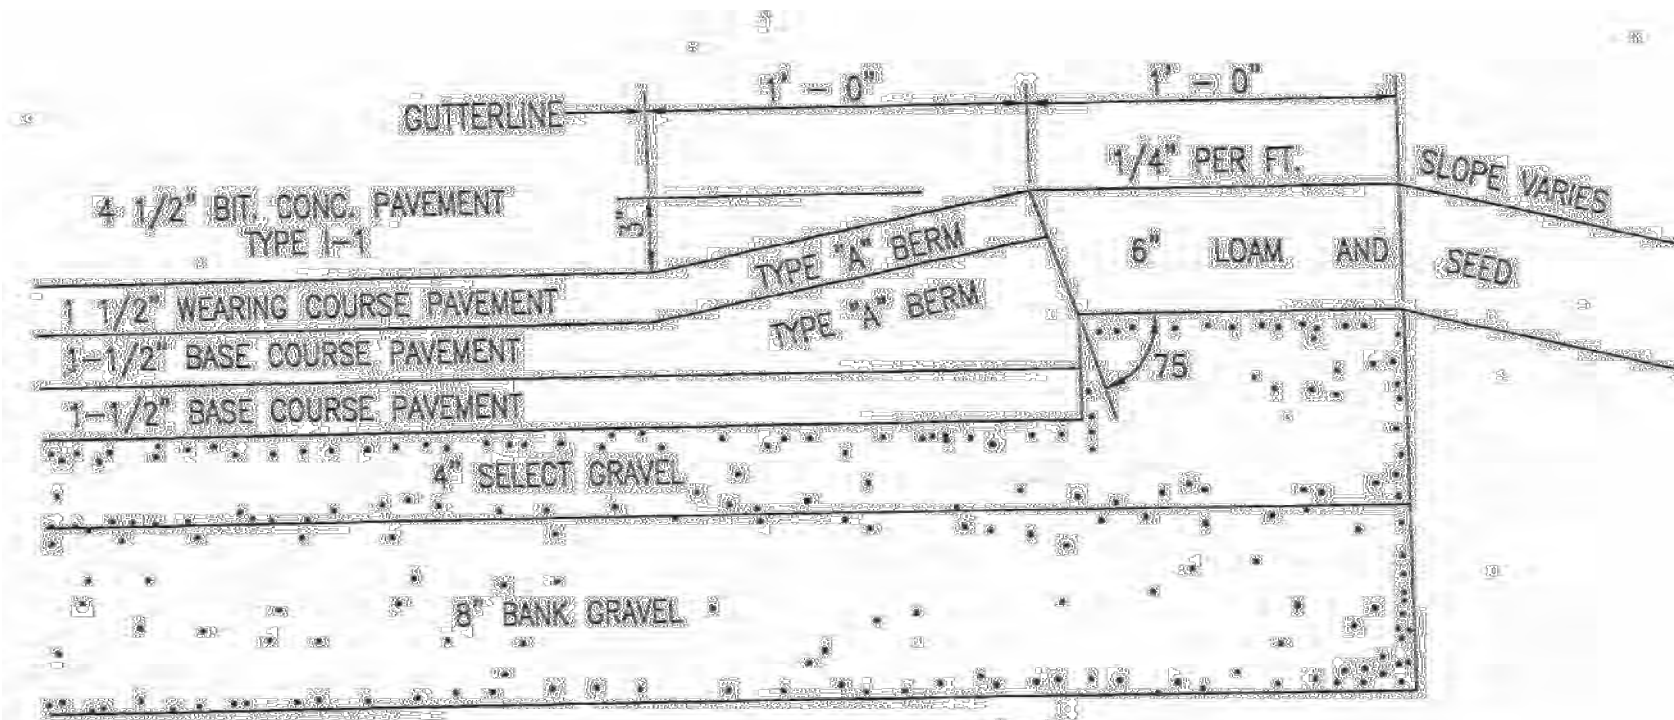 1' - 0"
1' - 0"
GUTTERLINE
1/4" PER FT.
SLOPE VARIES
4 1/2" BIT. CONC. PAVEMENT
TYPE I-1
3"
TYPE "A" BERM
6" LOAM AND SEED
1 1/2" WEARING COURSE PAVEMENT
TYPE "A" BERM
1-1/2" BASE COURSE PAVEMENT
75
1-1/2" BASE COURSE PAVEMENT
4" SELECT GRAVEL
8" BANK GRAVEL